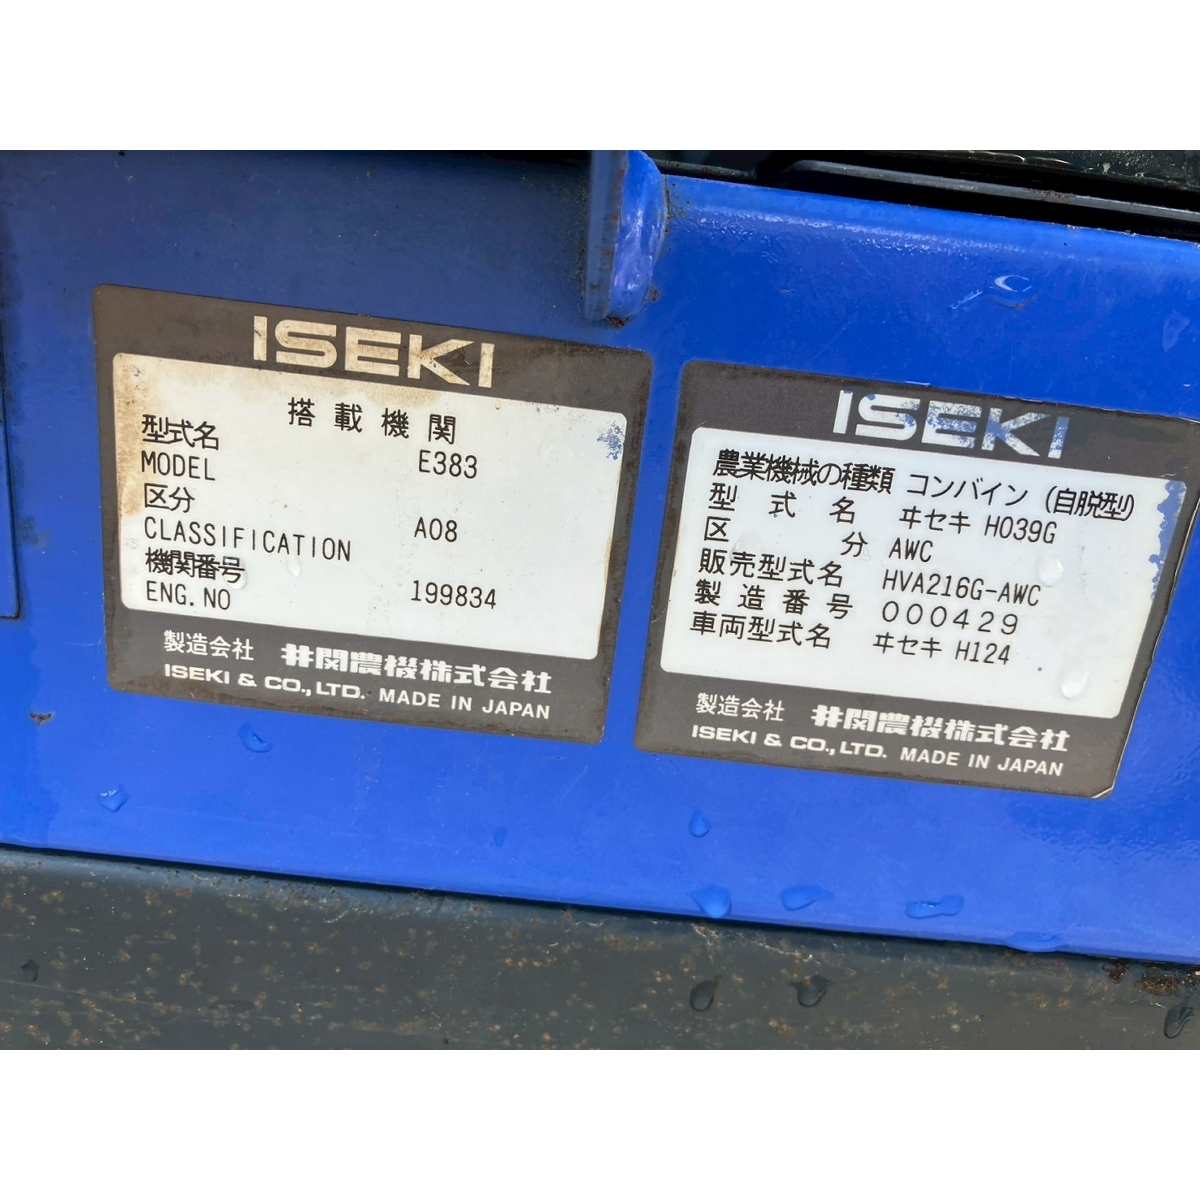 ISEKI
搭載機関
型式名
MODEL E383
区分
CLASSIFICATION A08
機関番号
ENG.NO 199834
製造会社 井関農機株式会社
ISEKI & CO.,LTD. MADE IN JAPAN
ISEKI
農業機械の種類 コンバイン (自脱型)
型式名 ヰセキ HO39G
区分 AWC
販売型式名 HVA216G-AWC
製造番号 000429
車両型式名 ヰセキ H124
製造会社 井関農機株式会社
ISEKI & CO.,LTD. MADE IN JAPAN